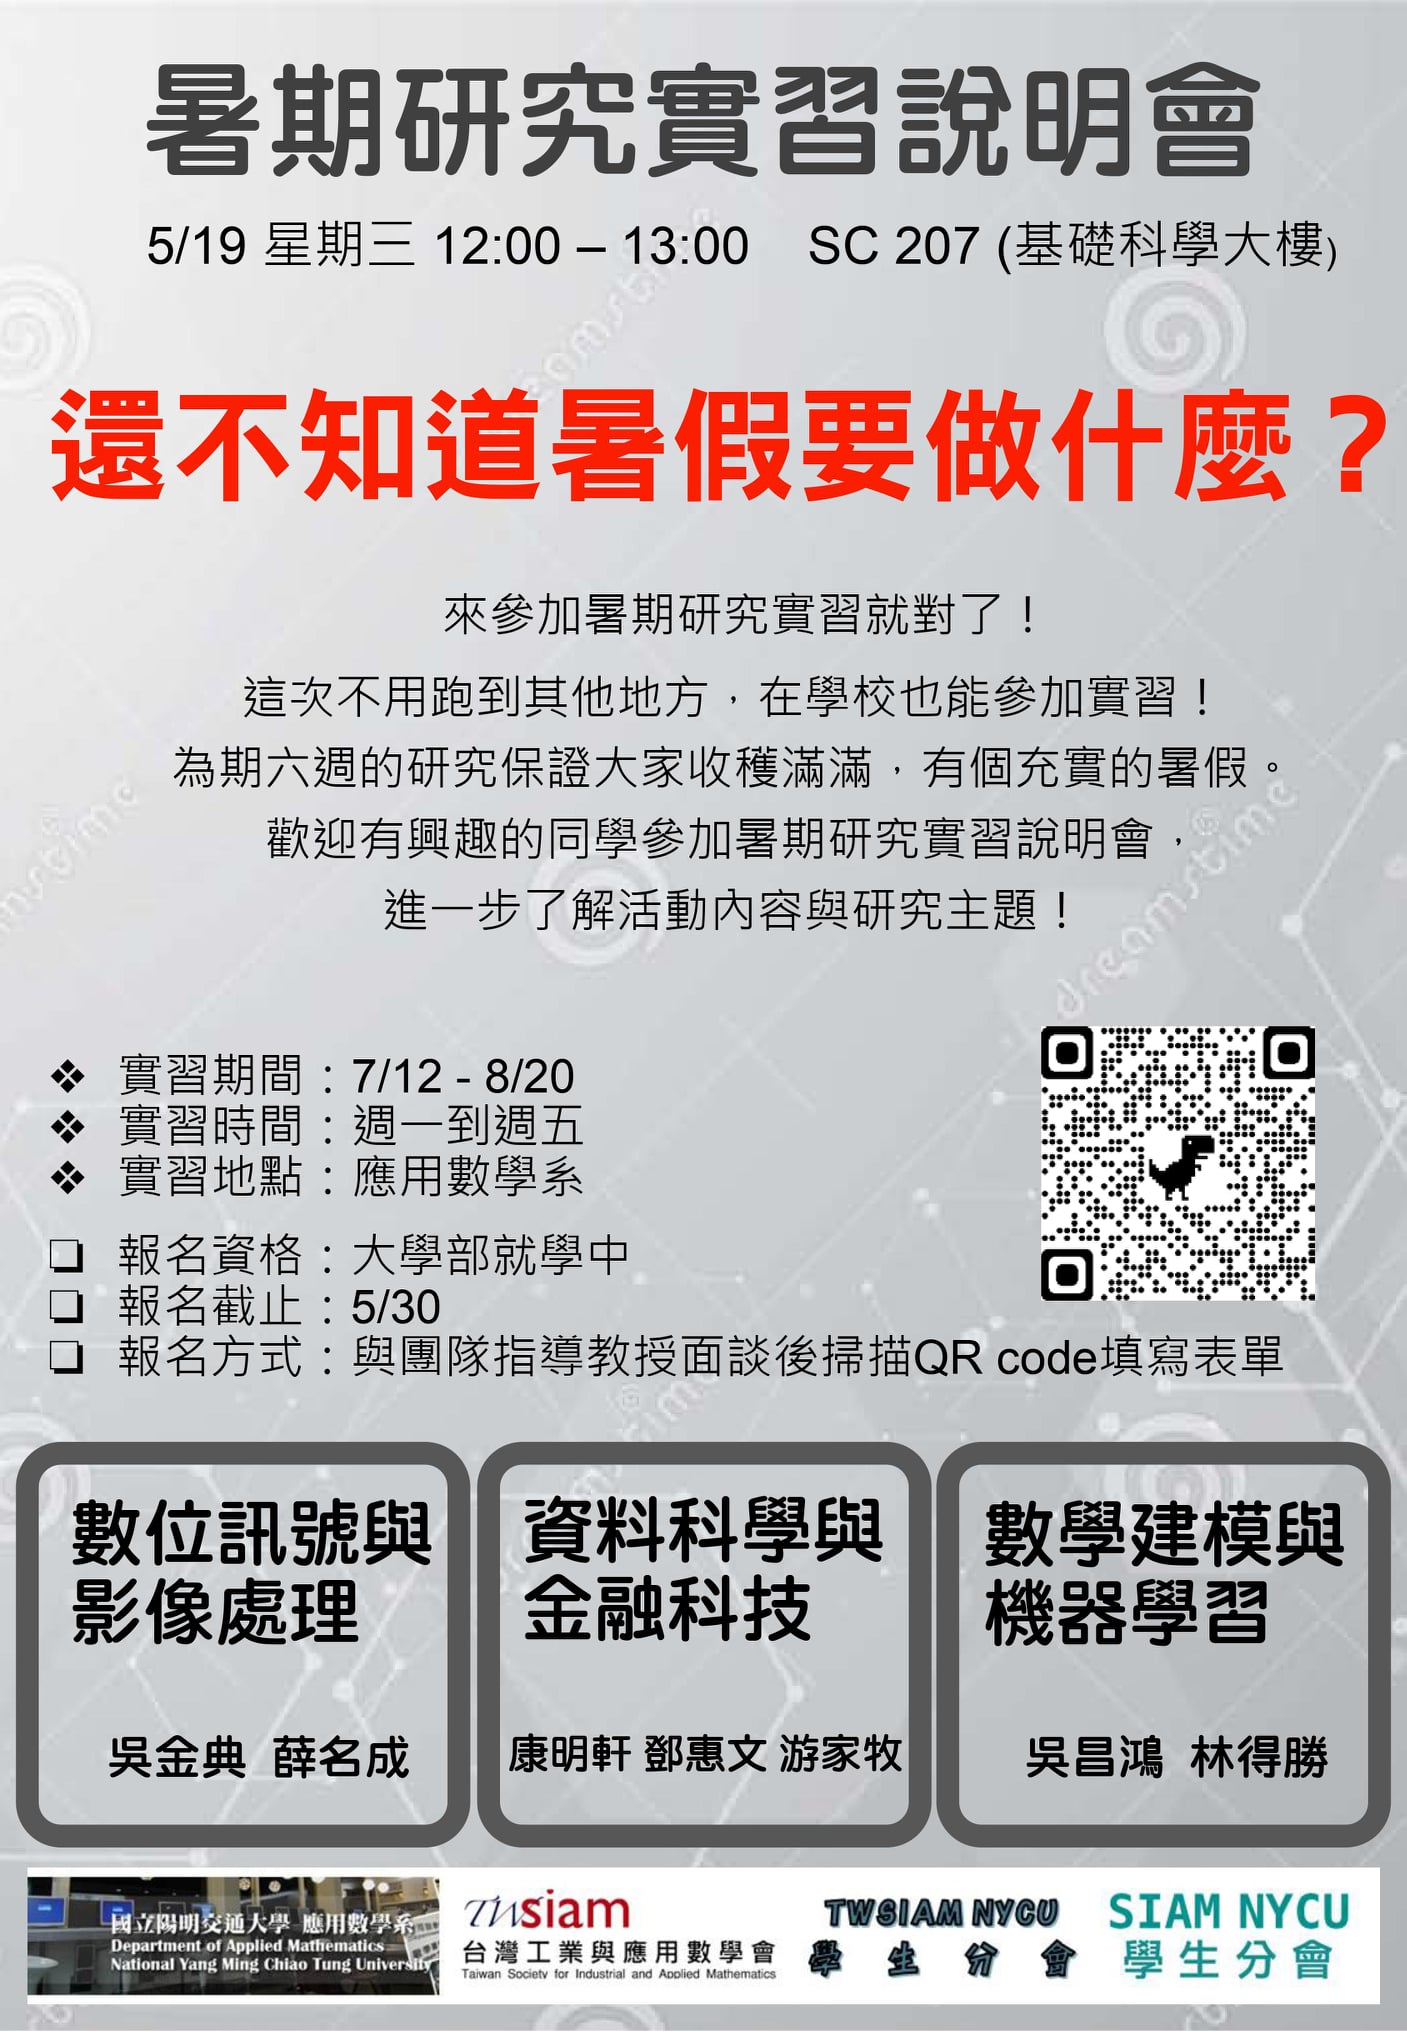 暑期研究實習說明會
5/19 星期三 12:00 – 13:00 SC 207 (基礎科學大樓)
還不知道暑假要做什麼？
來參加暑期研究實習就對了！
這次不用跑到其他地方，在學校也能參加實習！
為期六週的研究保證大家收穫滿滿，有個充實的暑假。
歡迎有興趣的同學參加暑期研究實習說明會，
進一步了解活動內容與研究主題！
❖ 實習期間：7/12 - 8/20
❖ 實習時間：週一到週五
❖ 實習地點：應用數學系
❑ 報名資格：大學部就學中
❑ 報名截止：5/30
❑ 報名方式：與團隊指導教授面談後掃描QR code填寫表單
數位訊號與
影像處理
吳金典 薛名成
資料科學與
金融科技
康明軒 鄧惠文 游家牧
數學建模與
機器學習
吳昌鴻 林得勝
國立陽明交通大學 應用數學系
Department of Applied Mathematics
National Yang Ming Chiao Tung University
TWsiam
台灣工業與應用數學會
Taiwan Society for Industrial and Applied Mathematics
TWSIAM NYCU
學生分會
SIAM NYCU
學生分會
dreamstime
dreamstime
dreamstime
dreamstime